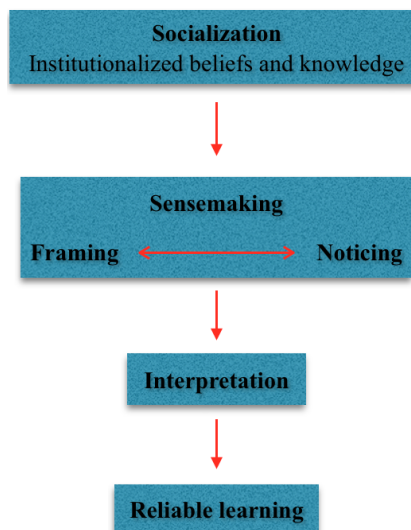 Socialization
Institutionalized beliefs and knowledge
Sensemaking
Framing Noticing
Interpretation
Reliable learning